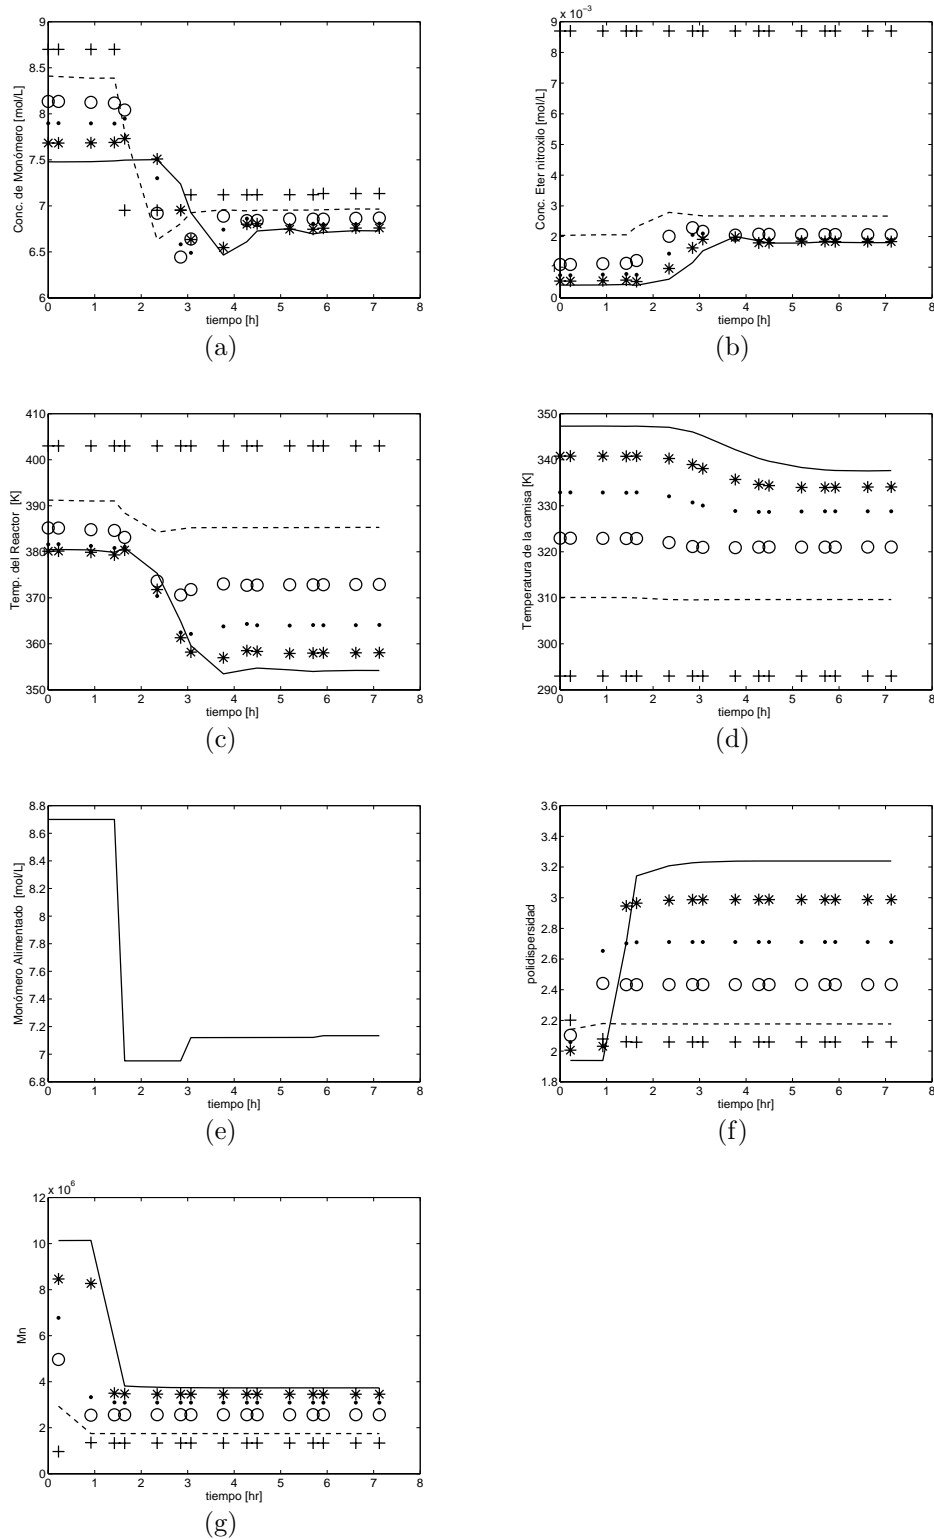 9
8.5
8
7.5
7
6.5
6
0 1 2 3 4 5 6 7 8
tiempo [h]
Conc. de Monómero [mol/L]
(a)
x 10⁻³
9
8
7
6
5
4
3
2
1
0
0 1 2 3 4 5 6 7 8
tiempo [h]
Conc. Eter nitroxilo [mol/L]
(b)
410
400
390
380
370
360
350
0 1 2 3 4 5 6 7 8
tiempo [h]
Temp. del Reactor [K]
(c)
350
340
330
320
310
300
290
0 1 2 3 4 5 6 7 8
tiempo [h]
Temperatura de la camisa [K]
(d)
8.8
8.6
8.4
8.2
8
7.8
7.6
7.4
7.2
7
6.8
0 1 2 3 4 5 6 7 8
tiempo [h]
Monómero Alimentado [mol/L]
(e)
3.6
3.4
3.2
3
2.8
2.6
2.4
2.2
2
1.8
0 1 2 3 4 5 6 7 8
tiempo [hr]
polidispersidad
(f)
x 10⁶
12
10
8
6
4
2
0
0 1 2 3 4 5 6 7 8
tiempo [hr]
Mn
(g)